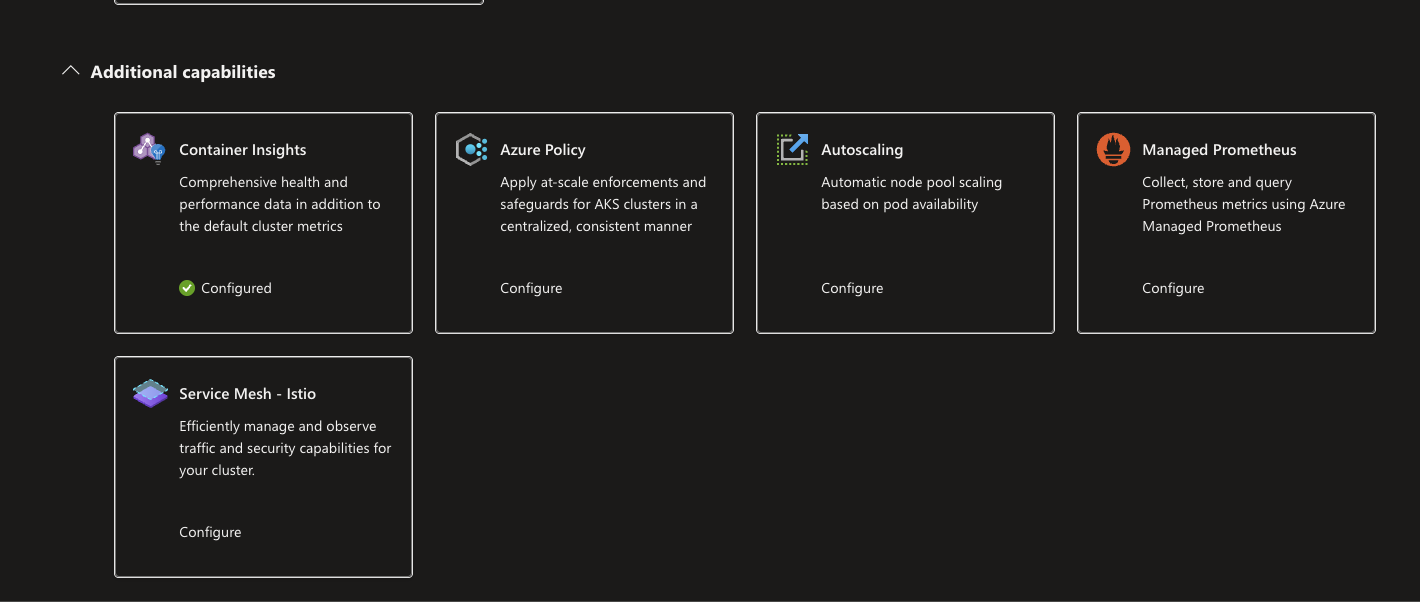 Additional capabilities
Container Insights
Comprehensive health and
performance data in addition to
the default cluster metrics
Configured
Azure Policy
Apply at-scale enforcements and
safeguards for AKS clusters in a
centralized, consistent manner
Configure
Autoscaling
Automatic node pool scaling
based on pod availability
Configure
Managed Prometheus
Collect, store and query
Prometheus metrics using Azure
Managed Prometheus
Configure
Service Mesh - Istio
Efficiently manage and observe
traffic and security capabilities for
your cluster.
Configure